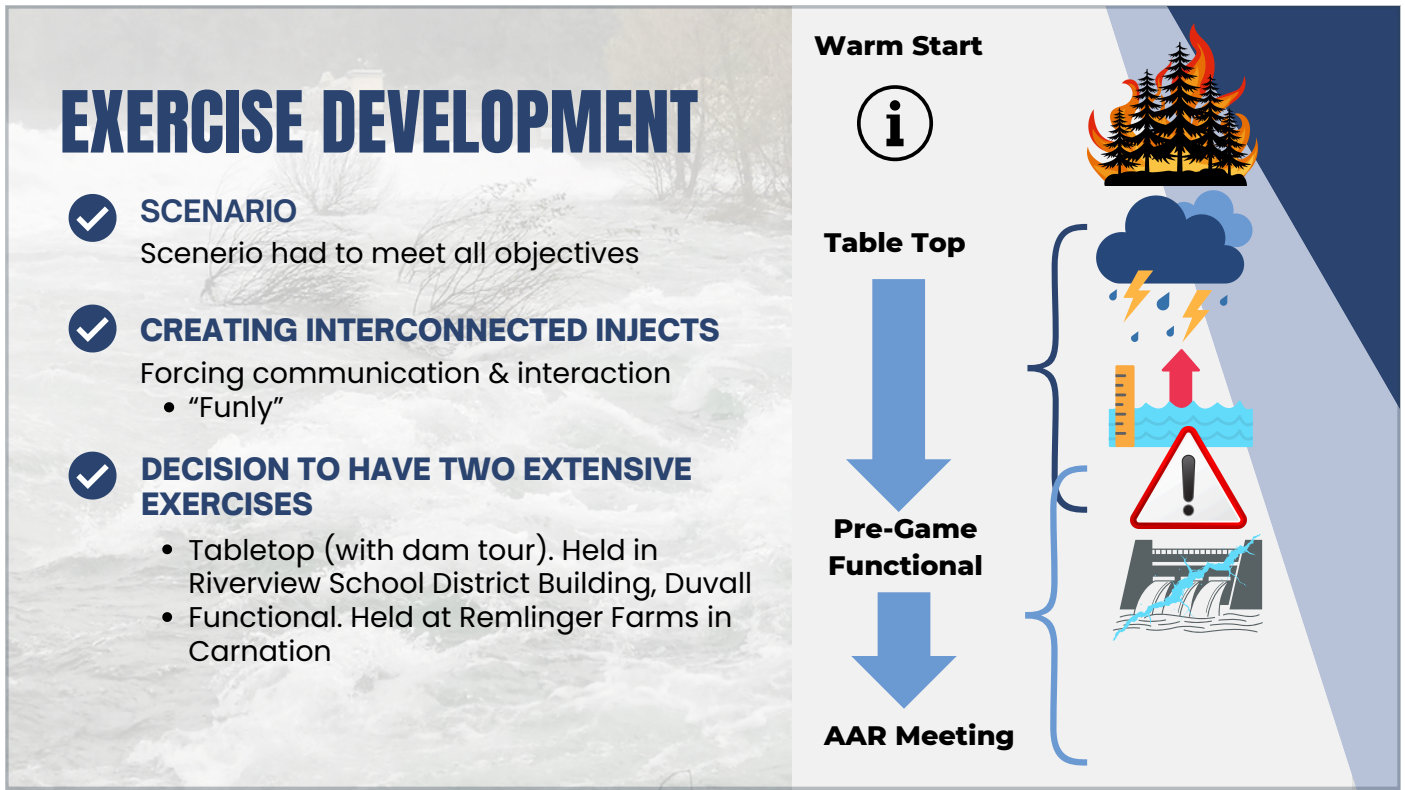 EXERCISE DEVELOPMENT
SCENARIO
Scenerio had to meet all objectives
CREATING INTERCONNECTED INJECTS
Forcing communication & interaction
• “Funly”
DECISION TO HAVE TWO EXTENSIVE
EXERCISES
• Tabletop (with dam tour). Held in
Riverview School District Building, Duvall
• Functional. Held at Remlinger Farms in
Carnation
Warm Start
i
Table Top
Pre-Game
Functional
AAR Meeting
!